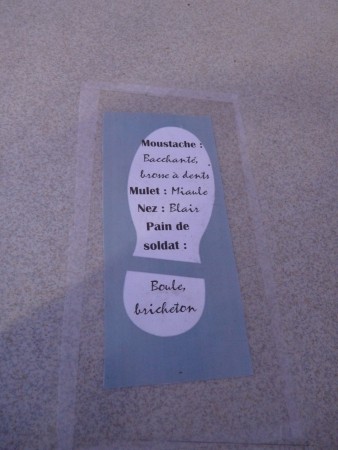 Moustache :
Bacchante,
brosse à dents
Mulet : Miaule
Nez : Blair
Pain de
soldat :
Boule,
bricheton